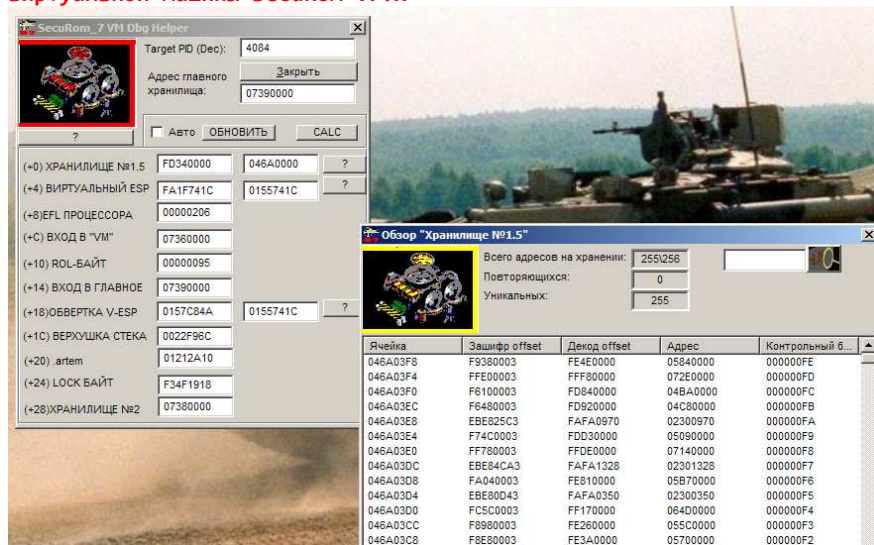 SecuRom_7 VM Dbg Helper
Target PID (Dec): 4084
Адрес главного
хранилища:
Закрыть
07390000
? Авто ОБНОВИТЬ CALC
(+0) ХРАНИЛИЩЕ №1.5 FD340000 046A0000 ?
(+4) ВИРТУАЛЬНЫЙ ESP FA1F741C 0155741C ?
(+8)EFL ПРОЦЕССОРА 00000206
(+C) ВХОД В "VM" 07360000
(+10) ROL-БАЙТ 00000095
(+14) ВХОД В ГЛАВНОЕ 07390000
(+18)ОБВЕРТКА V-ESP 0157C84A 0155741C ?
(+1C) ВЕРХУШКА СТЕКА 0022F96C
(+20) .artem 01212A10
(+24) LOCK БАЙТ F34F1918
(+28)ХРАНИЛИЩЕ №2 07380000
Обзор "Хранилище №1.5"
Всего адресов на хранении: 255\256
Повторяющихся: 0
Уникальных: 255
Ячейка Зашифр offset Декод offset Адрес Контрольный б...
046A03F8 F9380003 FE4E0000 05840000 000000FE
046A03F4 FFE00003 FFF80000 072E0000 000000FD
046A03F0 F6100003 FD840000 04BA0000 000000FC
046A03EC F6480003 FD920000 04C80000 000000FB
046A03E8 EBE825C3 FAFA0970 02300970 000000FA
046A03E4 F74C0003 FDD30000 05090000 000000F9
046A03E0 FF780003 FFDE0000 07140000 000000F8
046A03DC EBE84CA3 FAFA1328 02301328 000000F7
046A03D8 FA040003 FE810000 05B70000 000000F6
046A03D4 EBE80D43 FAFA0350 02300350 000000F5
046A03D0 FC5C0003 FF170000 064D0000 000000F4
046A03CC F8980003 FE260000 055C0000 000000F3
046A03C8 F8E80003 FE3A0000 05700000 000000F2